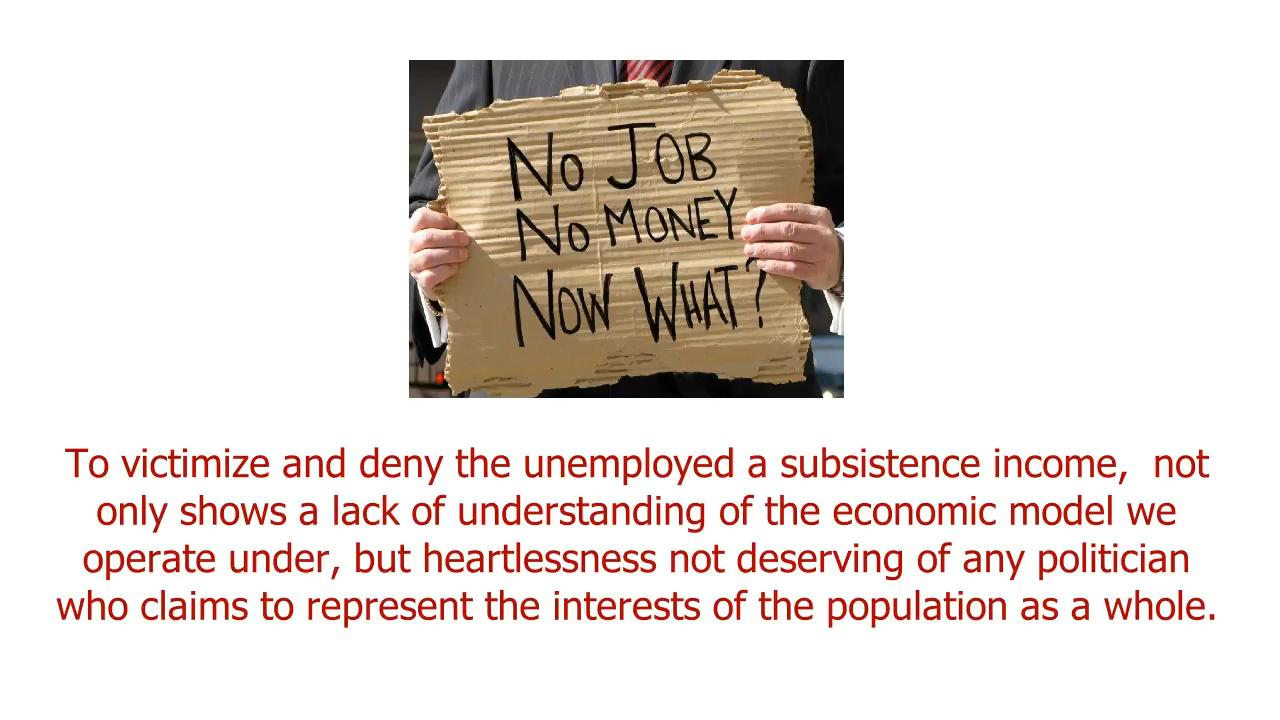 No Job
No Money
Now What?
To victimize and deny the unemployed a subsistence income,  not
only shows a lack of understanding of the economic model we
operate under, but heartlessness not deserving of any politician
who claims to represent the interests of the population as a whole.